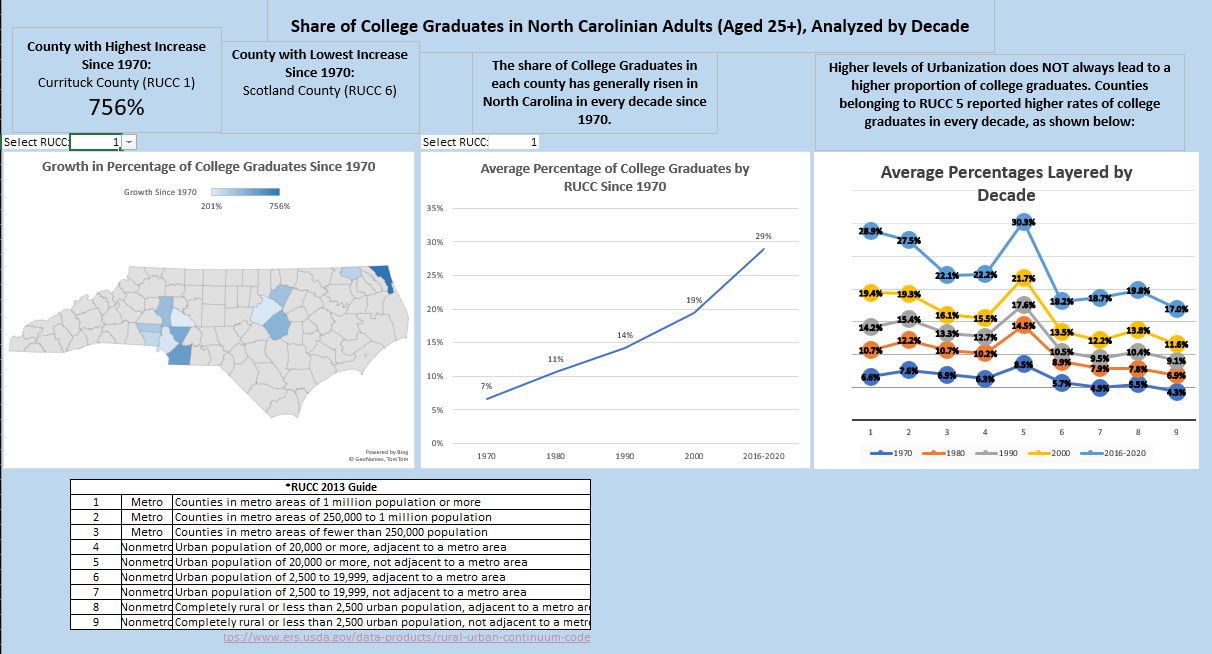 Share of College Graduates in North Carolinian Adults (Aged 25+), Analyzed by Decade
County with Highest Increase
Since 1970:
Currituck County (RUCC 1)
756%
County with Lowest Increase
Since 1970:
Scotland County (RUCC 6)
The share of College Graduates in
each county has generally risen in
North Carolina in every decade since
1970.
Higher levels of Urbanization does NOT always lead to a
higher proportion of college graduates. Counties
belonging to RUCC 5 reported higher rates of college
graduates in every decade, as shown below:
Select RUCC: 1
Select RUCC: 1
Growth in Percentage of College Graduates Since 1970
Growth Since 1970
201% 756%
Powered by Bing
© GeoNames, TomTom
Average Percentage of College Graduates by
RUCC Since 1970
35%
30%
25%
20%
15%
10%
5%
0%
7%
11%
14%
19%
29%
1970 1980 1990 2000 2016-2020
Average Percentages Layered by
Decade
28.9% 27.5% 22.1% 22.2% 30.3% 18.2% 18.7% 19.8% 17.0%
19.4% 19.3% 16.1% 15.5% 21.7% 13.5% 12.2% 13.8% 11.6%
14.2% 15.4% 13.3% 12.7% 17.6% 10.5% 9.5% 10.4% 9.1%
10.7% 12.2% 10.7% 10.2% 14.5% 8.9% 7.9% 7.8% 6.9%
6.6% 7.6% 6.9% 6.3% 8.5% 5.7% 4.9% 5.5% 4.3%
1 2 3 4 5 6 7 8 9
1970 1980 1990 2000 2016-2020
*RUCC 2013 Guide
1 Metro Counties in metro areas of 1 million population or more
2 Metro Counties in metro areas of 250,000 to 1 million population
3 Metro Counties in metro areas of fewer than 250,000 population
4 Nonmetro Urban population of 20,000 or more, adjacent to a metro area
5 Nonmetro Urban population of 20,000 or more, not adjacent to a metro area
6 Nonmetro Urban population of 2,500 to 19,999, adjacent to a metro area
7 Nonmetro Urban population of 2,500 to 19,999, not adjacent to a metro area
8 Nonmetro Completely rural or less than 2,500 urban population, adjacent to a metro are
9 Nonmetro Completely rural or less than 2,500 urban population, not adjacent to a metr
tps://www.ers.usda.gov/data-products/rural-urban-continuum-code